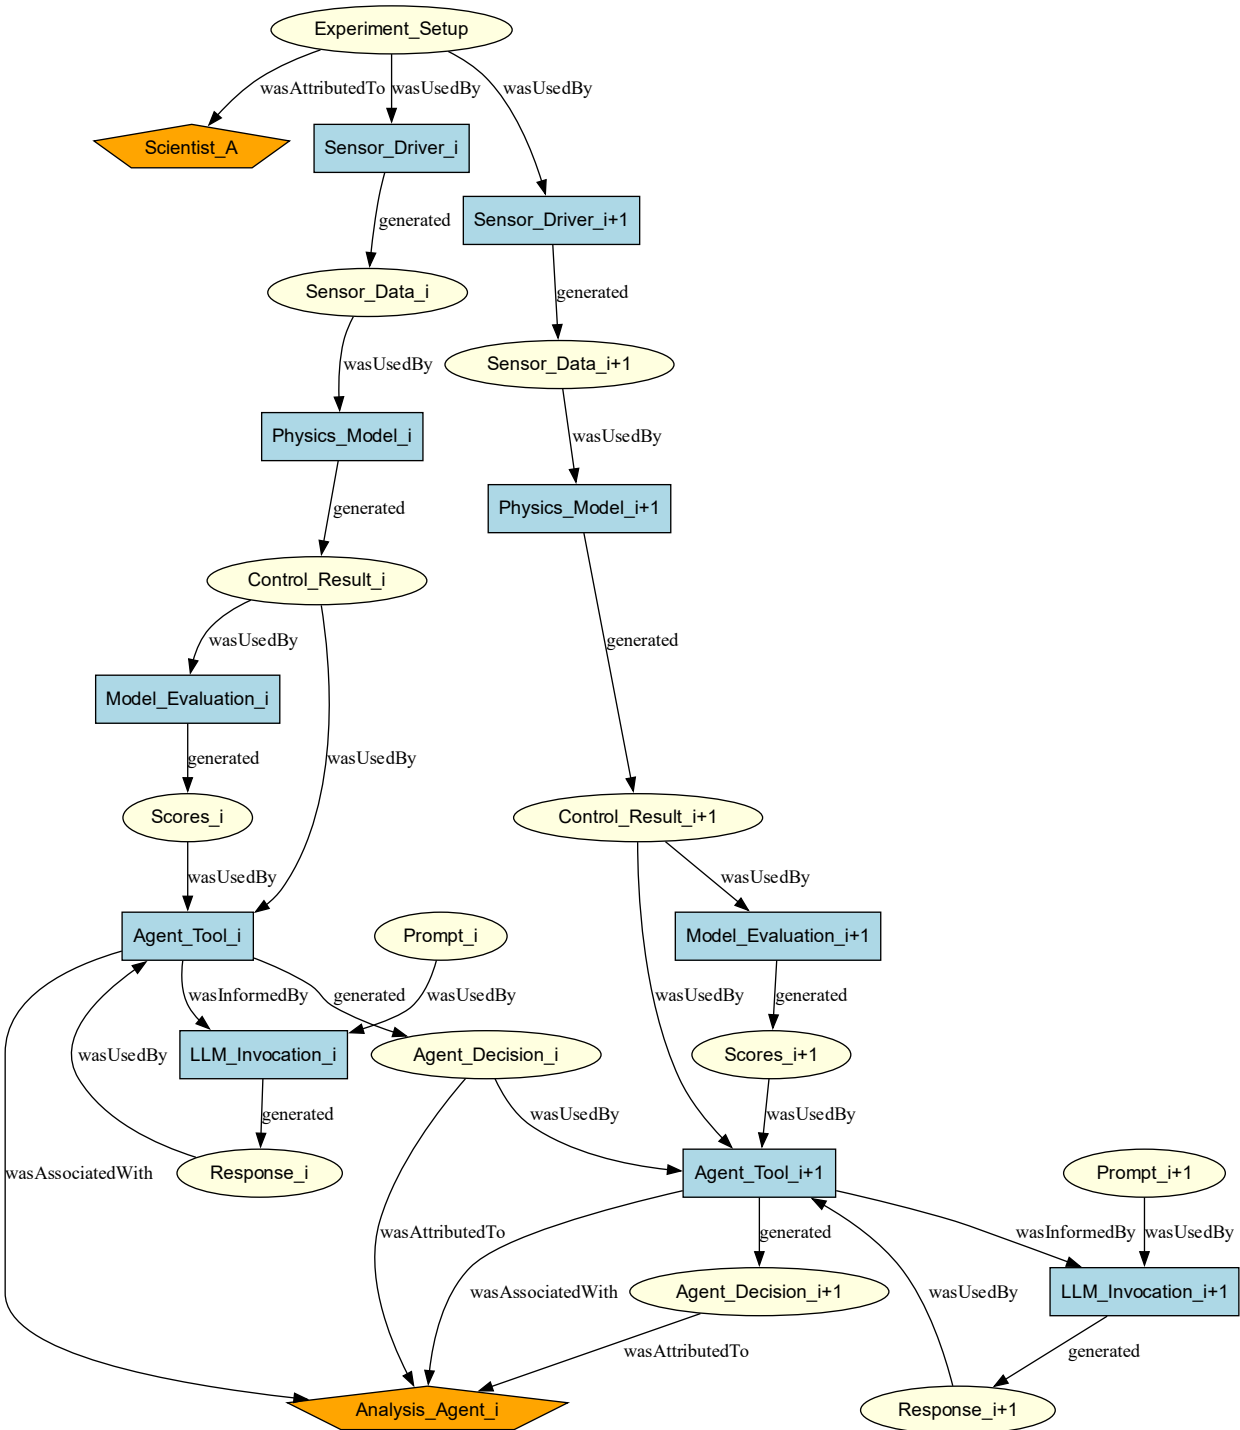 Experiment_Setup
wasAttributedTo
wasUsedBy
wasUsedBy
Scientist_A
Sensor_Driver_i
generated
Sensor_Driver_i+1
Sensor_Data_i
generated
wasUsedBy
Sensor_Data_i+1
Physics_Model_i
wasUsedBy
generated
Physics_Model_i+1
Control_Result_i
wasUsedBy
generated
Model_Evaluation_i
generated
wasUsedBy
Scores_i
Control_Result_i+1
wasUsedBy
wasUsedBy
Agent_Tool_i
Prompt_i
Model_Evaluation_i+1
wasInformedBy
generated
wasUsedBy
wasUsedBy
generated
wasUsedBy
LLM_Invocation_i
Agent_Decision_i
Scores_i+1
generated
wasUsedBy
wasUsedBy
wasAssociatedWith
Response_i
Agent_Tool_i+1
Prompt_i+1
wasAttributedTo
generated
wasInformedBy
wasUsedBy
wasAssociatedWith
Agent_Decision_i+1
wasUsedBy
LLM_Invocation_i+1
wasAttributedTo
generated
Analysis_Agent_i
Response_i+1